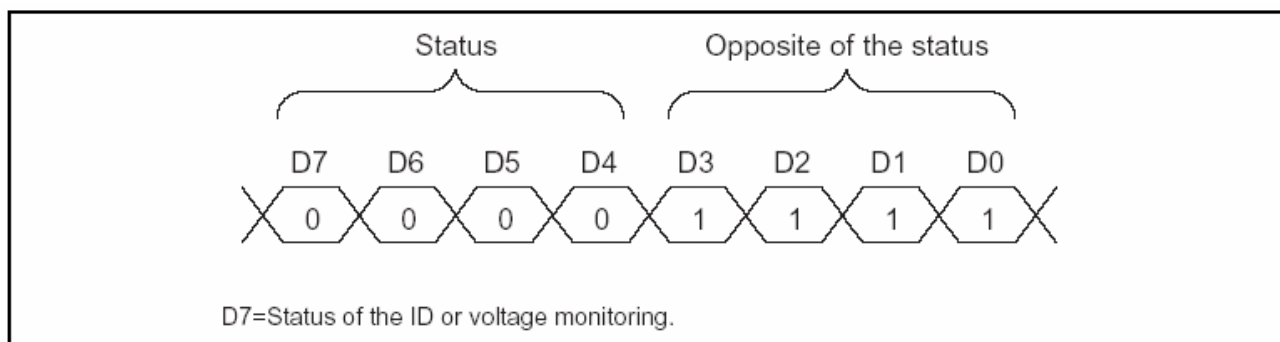 Status Opposite of the status
D7 D6 D5 D4 D3 D2 D1 D0
0 0 0 0 1 1 1 1
D7=Status of the ID or voltage monitoring.